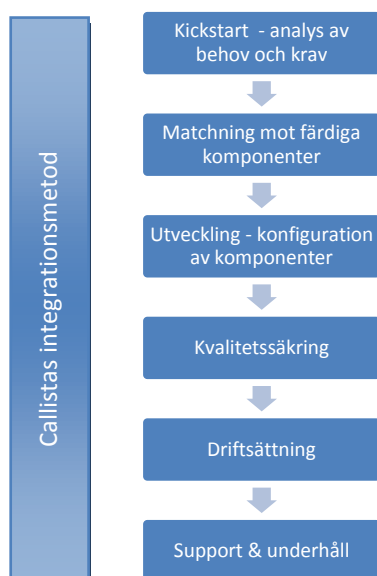 Callistas integrationsmetod
Kickstart - analys av
behov och krav
Matchning mot färdiga
komponenter
Utveckling - konfiguration
av komponenter
Kvalitetssäkring
Driftsättning
Support & underhåll